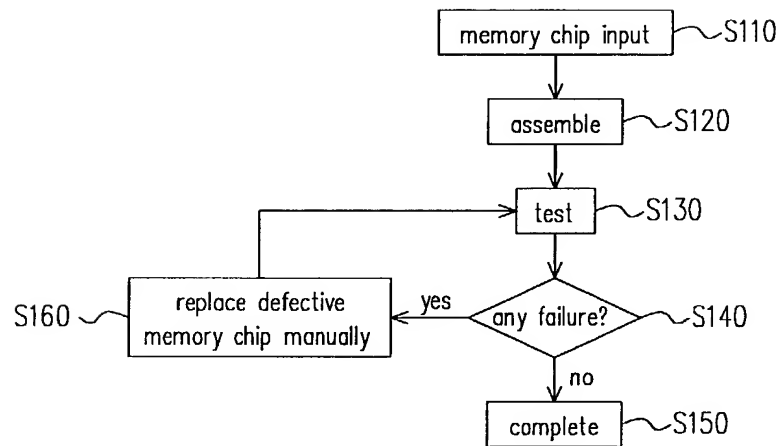 memory chip input
S110
assemble
S120
test
S130
replace defective
memory chip manually
S160
yes
any failure?
S140
no
complete
S150